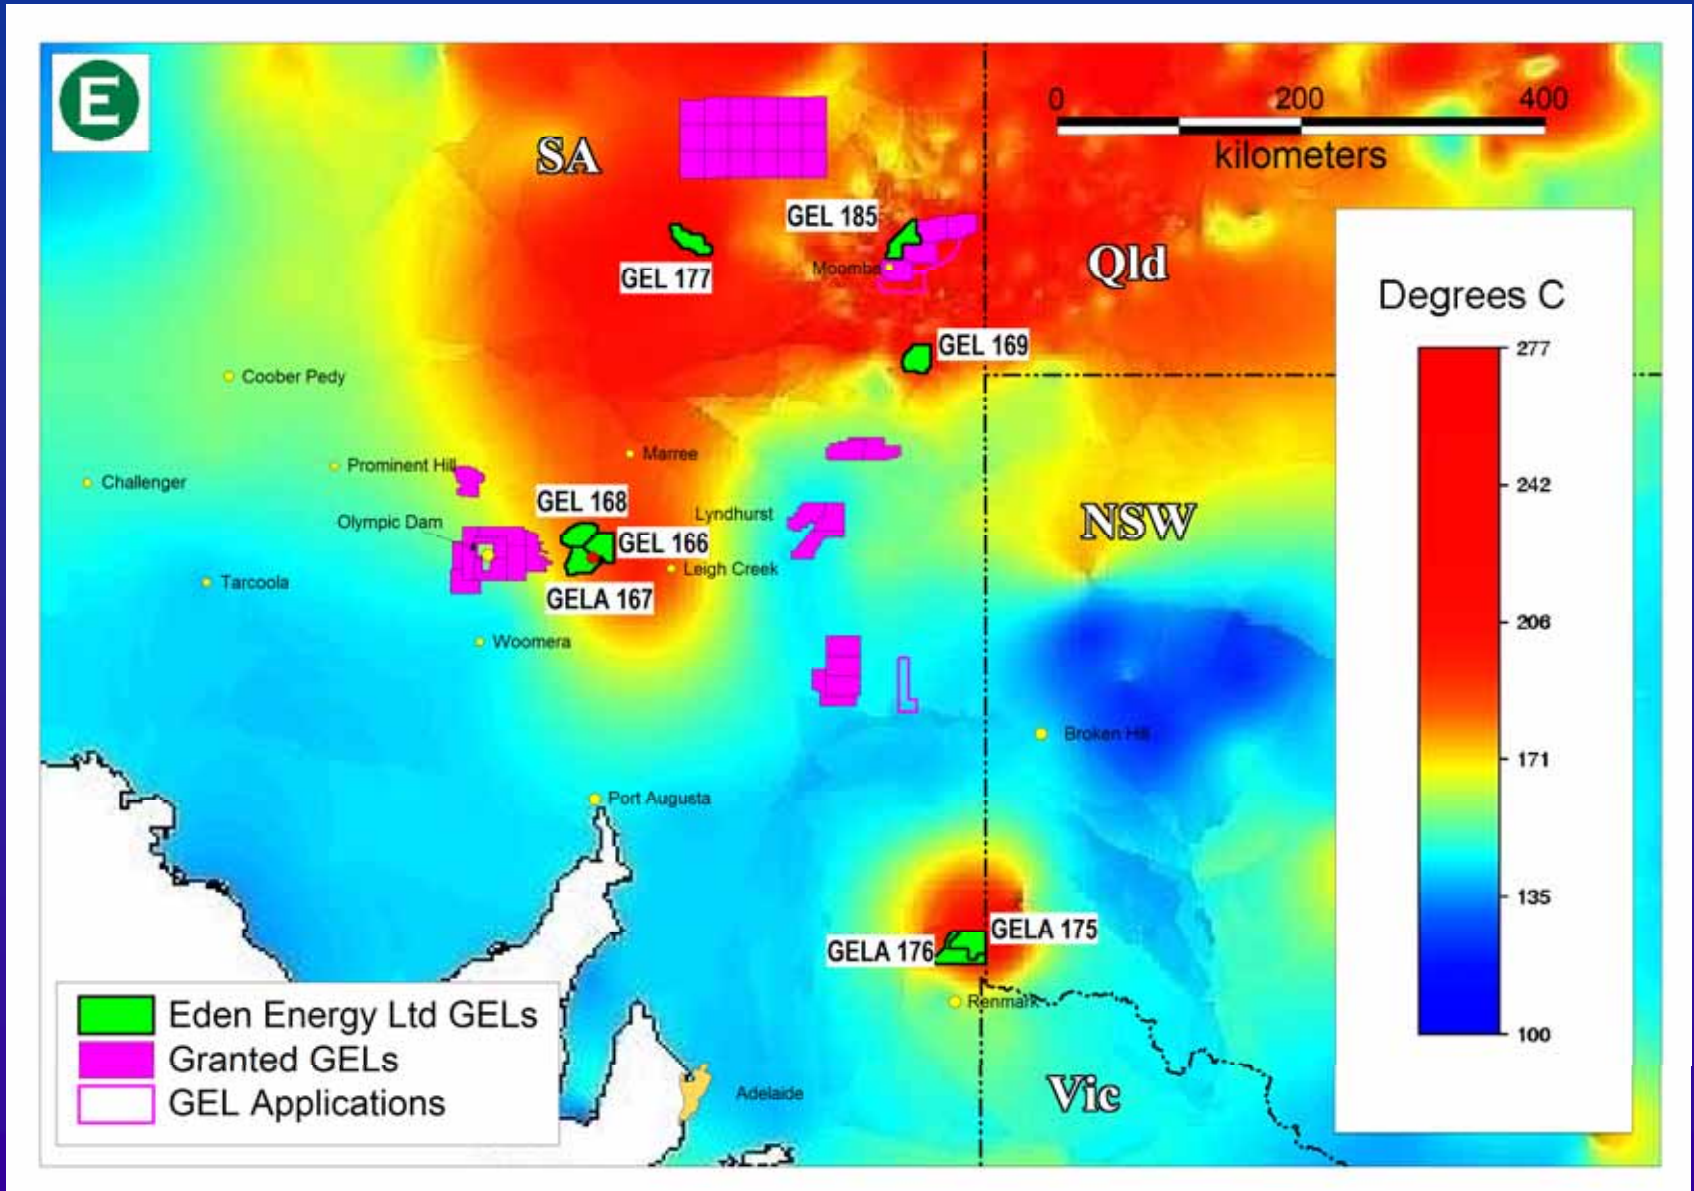 E
0 200 400
kilometers
SA
GEL 185
Moomba
GEL 177
Qld
GEL 169
Degrees C
277
242
206
171
135
100
Coober Pedy
Prominent Hill
Marree
Challenger
GEL 168
Lyndhurst
NSW
Olympic Dam
GEL 166
Leigh Creek
Tarcoola
GELA 167
Woomera
Broken Hill
Port Augusta
GELA 175
GELA 176
Renmark
Eden Energy Ltd GELs
Granted GELs
GEL Applications
Adelaide
Vic